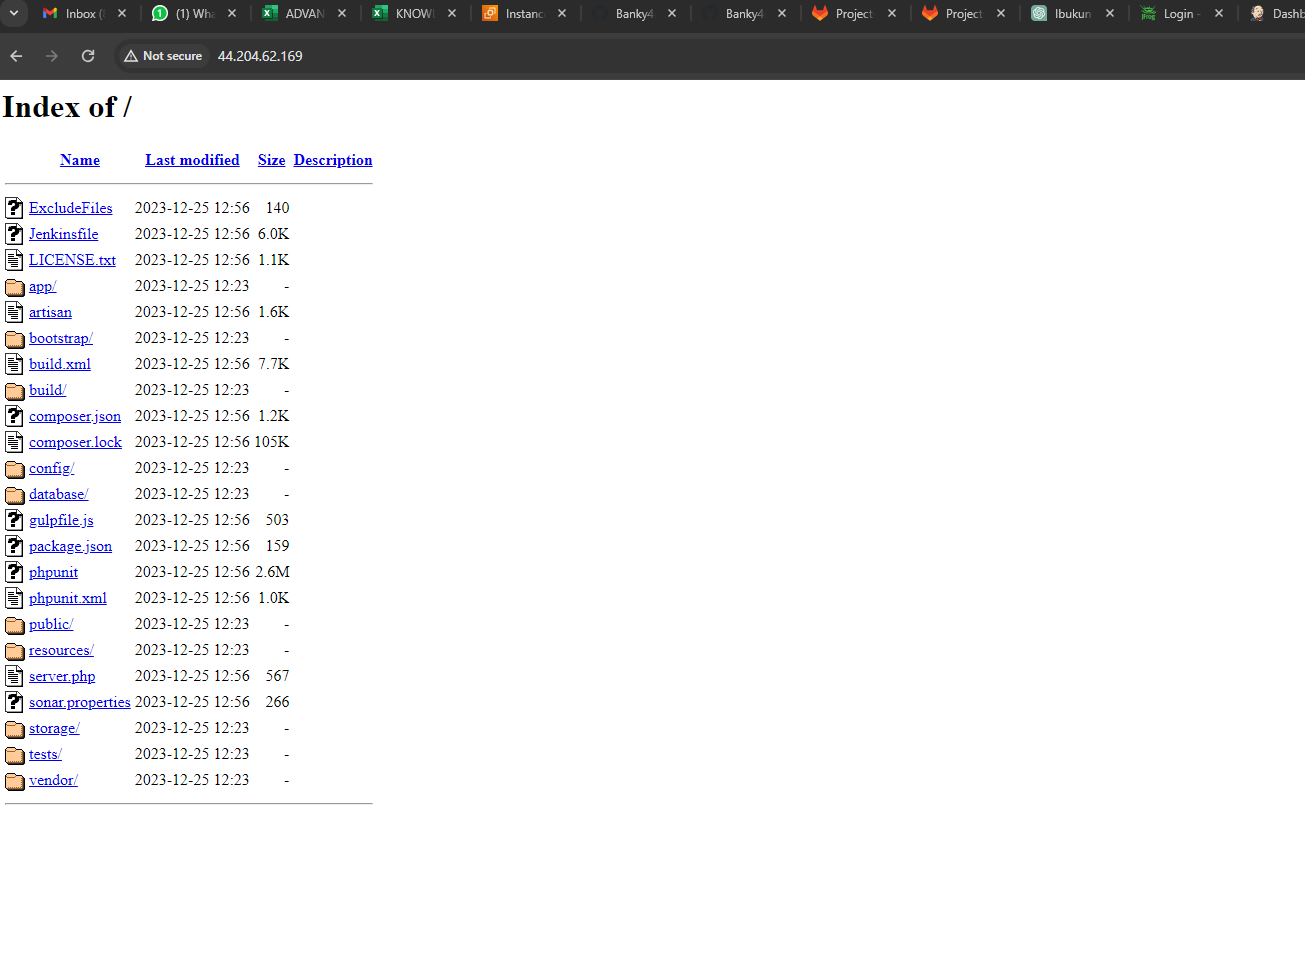 Inbox (
(1) Wha
ADVAN
KNOW
Instanc
Banky4
Banky4
Project
Project
Ibukun
Login -
Dashb
Not secure 44.204.62.169
Index of /
Name Last modified Size Description
ExcludeFiles 2023-12-25 12:56 140
Jenkinsfile 2023-12-25 12:56 6.0K
LICENSE.txt 2023-12-25 12:56 1.1K
app/ 2023-12-25 12:23 -
artisan 2023-12-25 12:56 1.6K
bootstrap/ 2023-12-25 12:23 -
build.xml 2023-12-25 12:56 7.7K
build/ 2023-12-25 12:23 -
composer.json 2023-12-25 12:56 1.2K
composer.lock 2023-12-25 12:56 105K
config/ 2023-12-25 12:23 -
database/ 2023-12-25 12:23 -
gulpfile.js 2023-12-25 12:56 503
package.json 2023-12-25 12:56 159
phpunit 2023-12-25 12:56 2.6M
phpunit.xml 2023-12-25 12:56 1.0K
public/ 2023-12-25 12:23 -
resources/ 2023-12-25 12:23 -
server.php 2023-12-25 12:56 567
sonar.properties 2023-12-25 12:56 266
storage/ 2023-12-25 12:23 -
tests/ 2023-12-25 12:23 -
vendor/ 2023-12-25 12:23 -